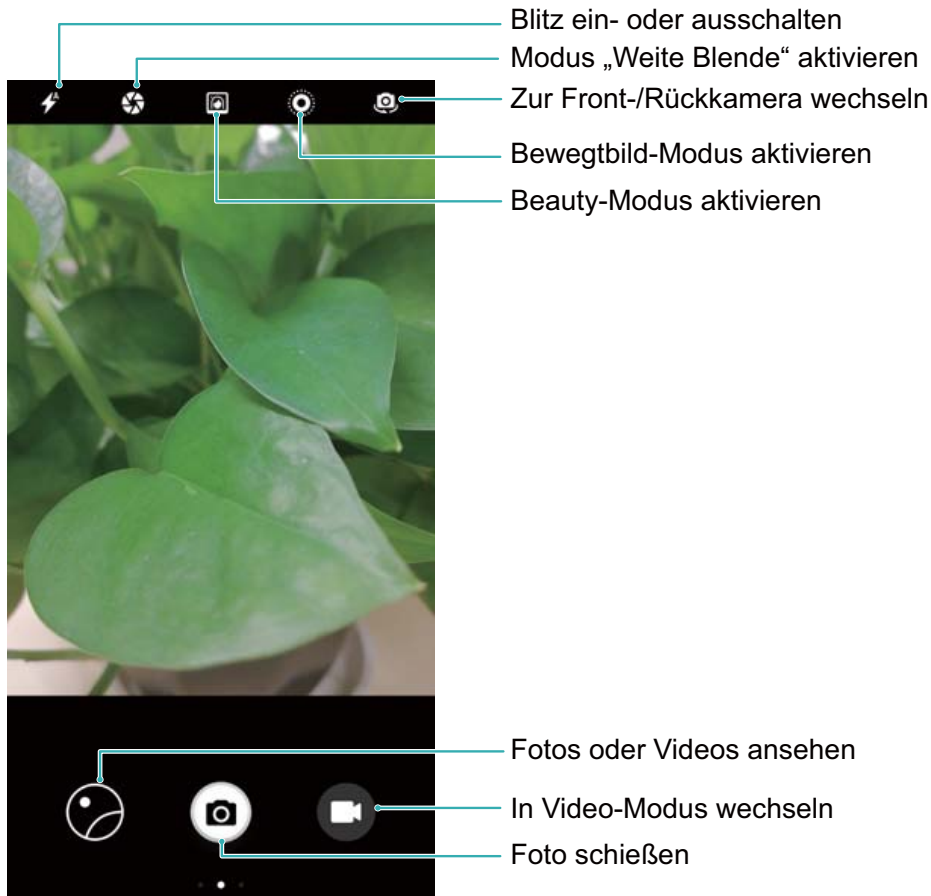 Blitz ein- oder ausschalten
Modus „Weite Blende“ aktivieren
Zur Front-/Rückkamera wechseln
Bewegtbild-Modus aktivieren
Beauty-Modus aktivieren
Fotos oder Videos ansehen
In Video-Modus wechseln
Foto schießen